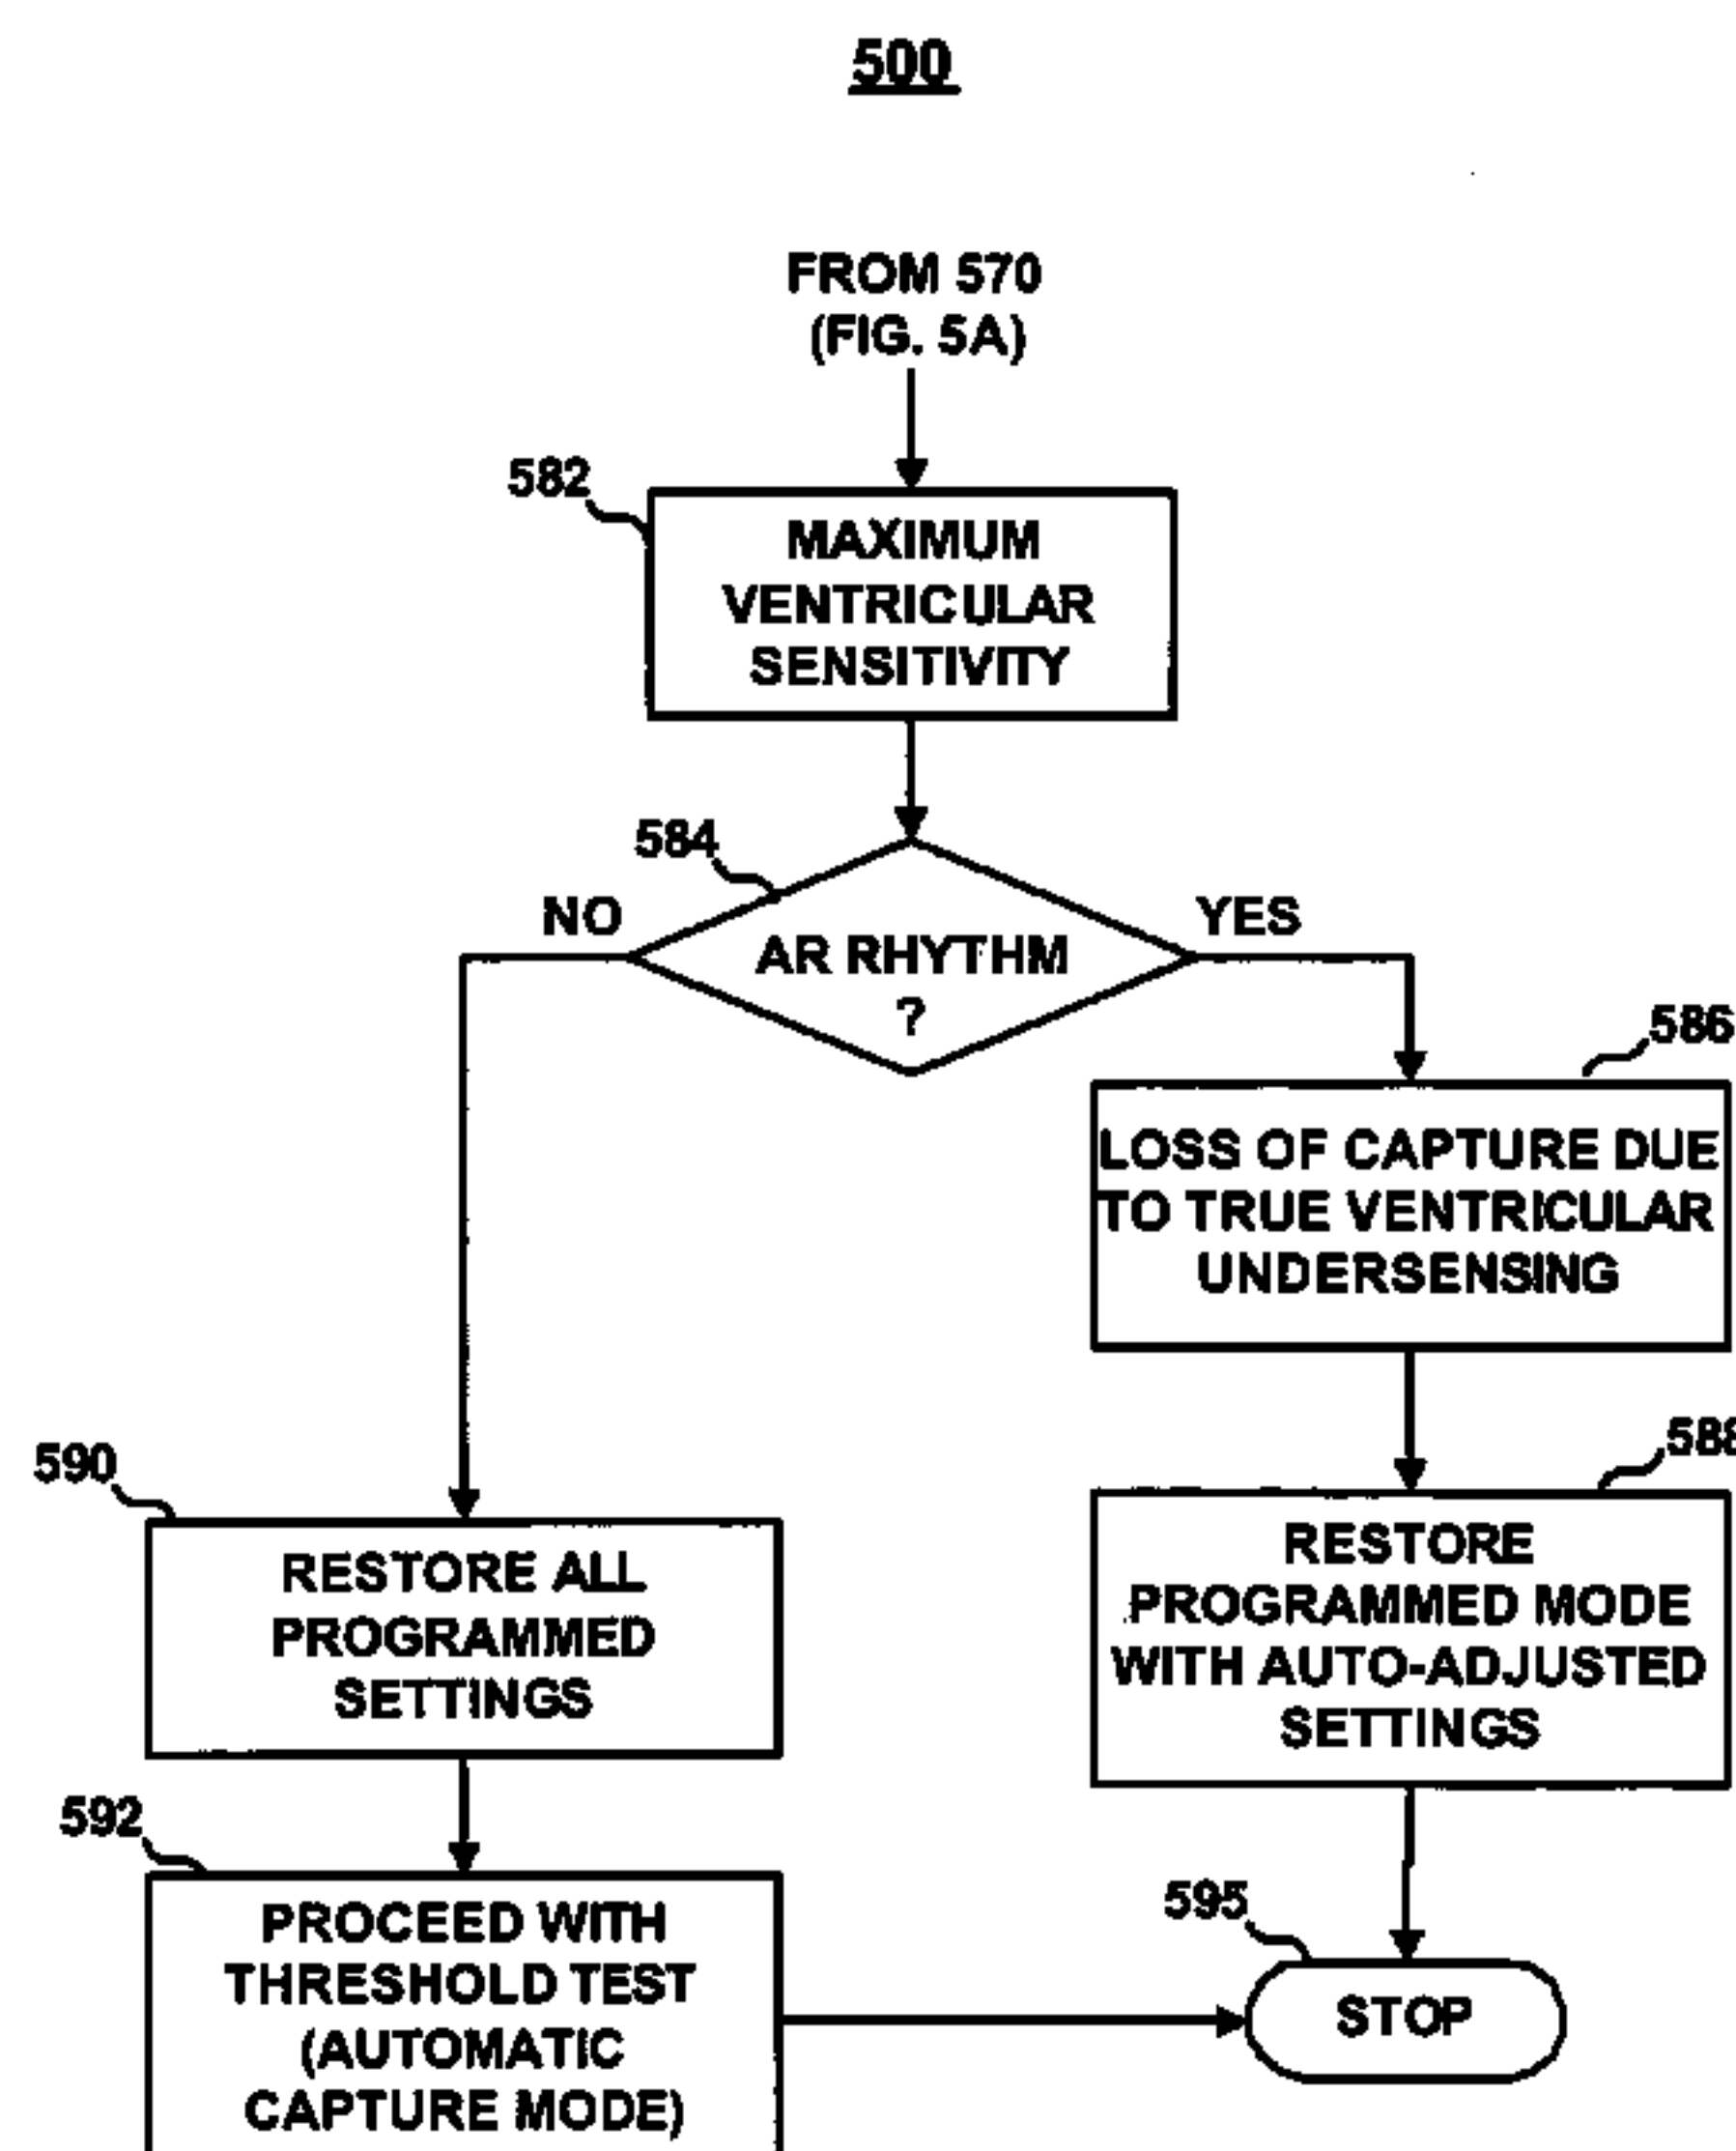 500
FROM 570
(FIG. 5A)
582
MAXIMUM
VENTRICULAR
SENSITIVITY
584
NO
YES
AR RHYTHM
?
586
LOSS OF CAPTURE DUE
TO TRUE VENTRICULAR
UNDERSENSING
588
RESTORE
PROGRAMMED MODE
WITH AUTO-ADJUSTED
SETTINGS
590
RESTORE ALL
PROGRAMMED
SETTINGS
592
PROCEED WITH
THRESHOLD TEST
(AUTOMATIC
CAPTURE MODE)
595
STOP